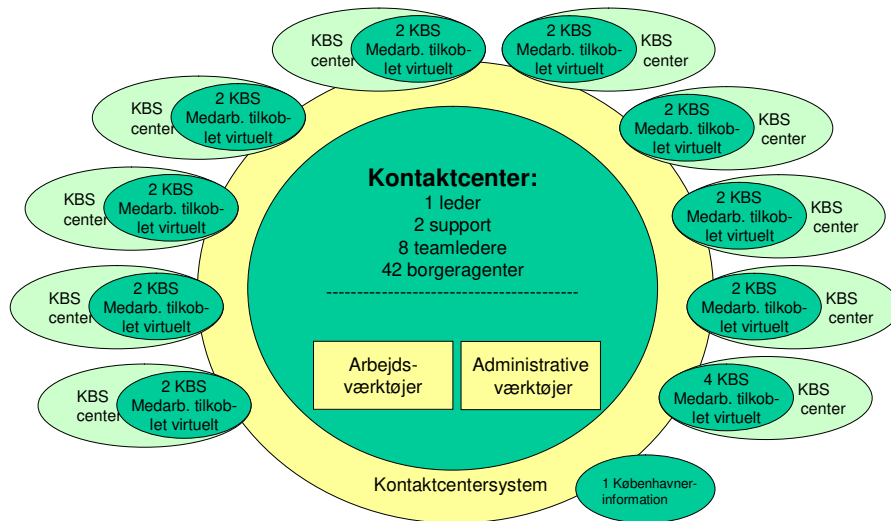 KBS
center
2 KBS
Medarb. tilkob-
let virtuelt
2 KBS
Medarb. tilkob-
let virtuelt
KBS
center
KBS
center
2 KBS
Medarb. tilkob-
let virtuelt
2 KBS
Medarb. tilkob-
let virtuelt
KBS
center
KBS
center
2 KBS
Medarb. tilkob-
let virtuelt
2 KBS
Medarb. tilkob-
let virtuelt
KBS
center
KBS
center
2 KBS
Medarb. tilkob-
let virtuelt
2 KBS
Medarb. tilkob-
let virtuelt
KBS
center
KBS
center
2 KBS
Medarb. tilkob-
let virtuelt
4 KBS
Medarb. tilkob-
let virtuelt
KBS
center
Kontaktcenter:
1 leder
2 support
8 teamledere
42 borgeragenter
------------------------------------------
Arbejds-
værktøjer
Administrative
værktøjer
Kontaktcentersystem
1 Københavner-
information